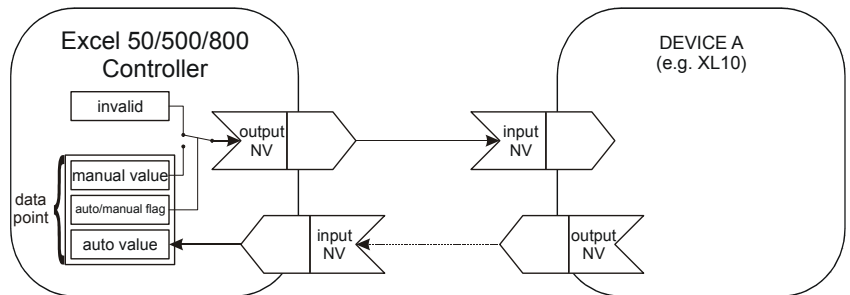 Excel 50/500/800
Controller
invalid
data
point
manual value
auto/manual flag
auto value
output
NV
input
NV
input
NV
output
NV
DEVICE A
(e.g. XL10)